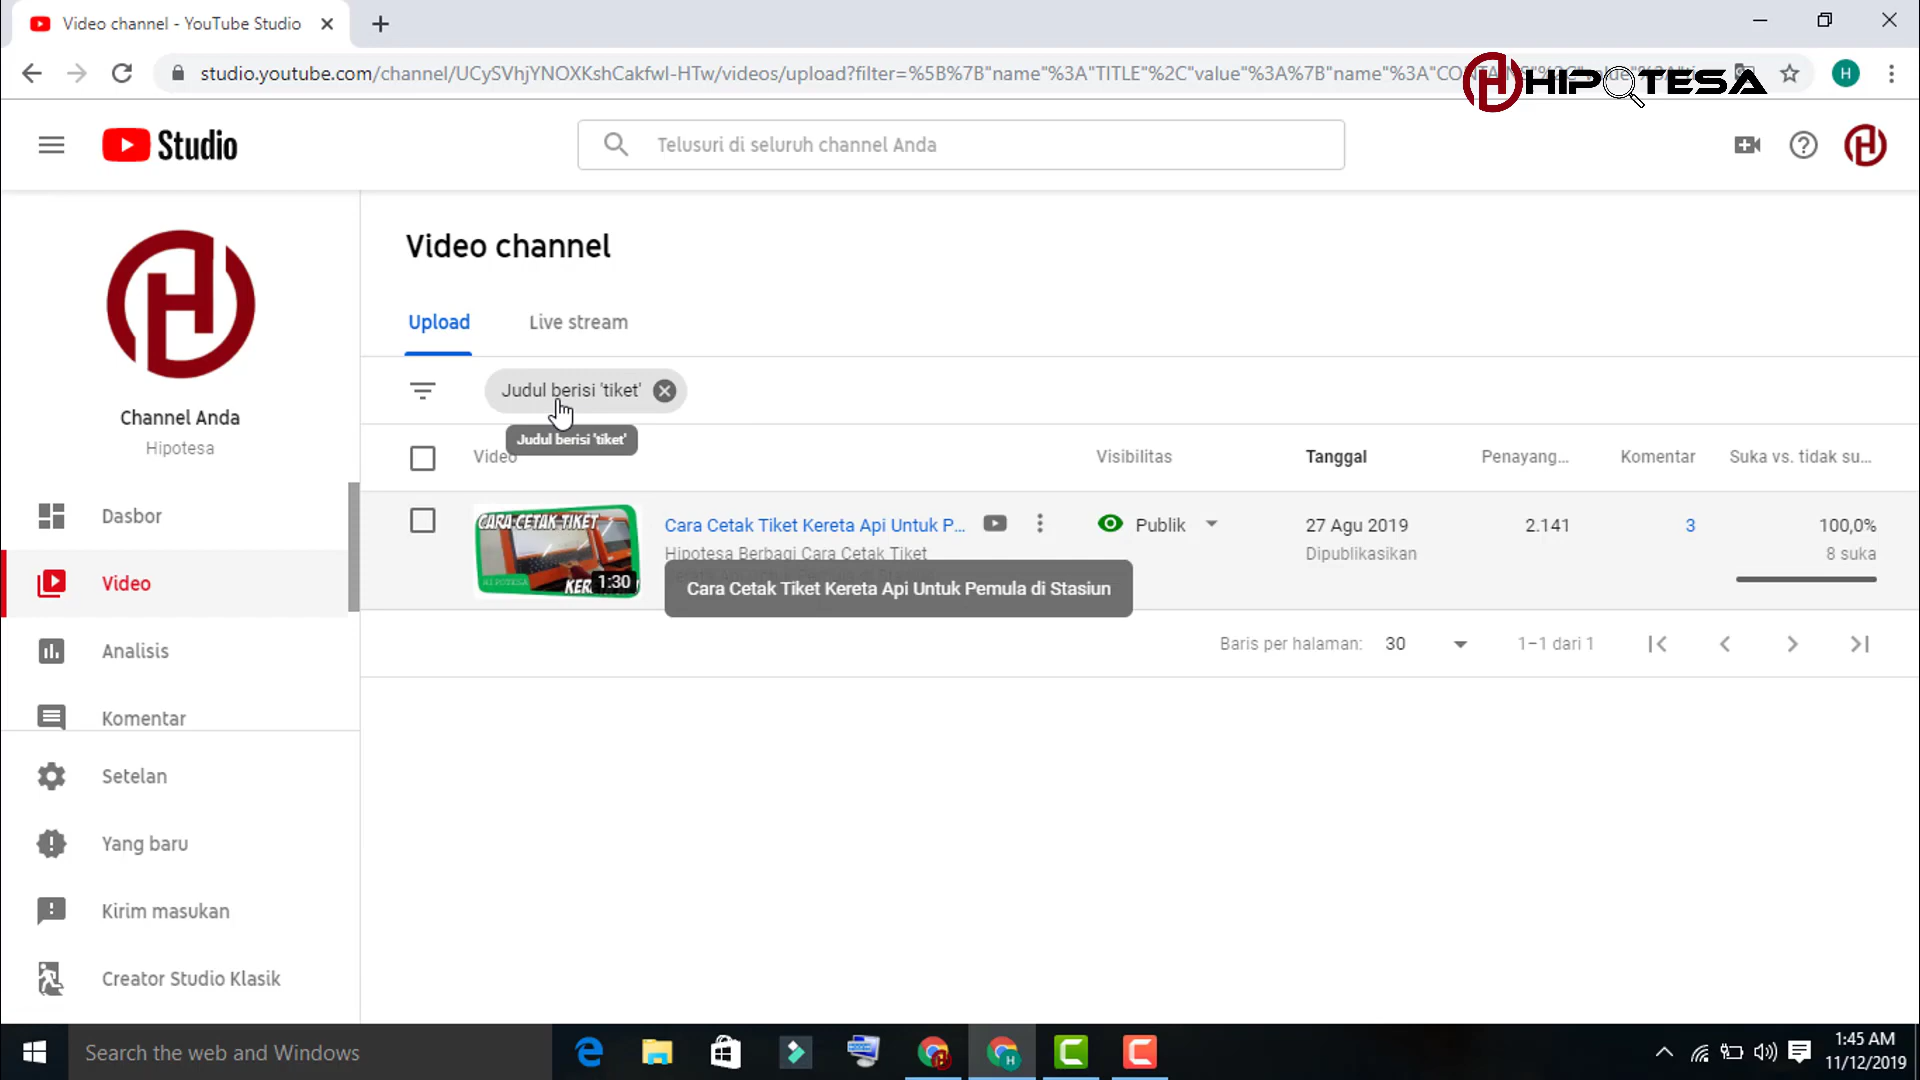 Video channel - YouTube Studio
studio.youtube.com/channel/UCySVhjYNOXKshCakfwI-HTw/videos/upload?filter=%5B%7B"name"%3A"TITLE"%2C"value"%3A%7B"name"%3A"CONTAINS"%2C"value"%3A
H
HIPOTESA
Studio
Telusuri di seluruh channel Anda
Video channel
Upload
Live stream
Judul berisi 'tiket'
Judul berisi 'tiket'
Channel Anda
Hipotesa
Video
Visibilitas
Tanggal
Penayang...
Komentar
Suka vs. tidak su...
CARA CETAK TIKET
HIPOTESA
1:30
Cara Cetak Tiket Kereta Api Untuk P...
Hipotesa Berbagi Cara Cetak Tiket
Cara Cetak Tiket Kereta Api Untuk Pemula di Stasiun
Publik
27 Agu 2019
Dipublikasikan
2.141
3
100,0%
8 suka
Baris per halaman:
30
1–1 dari 1
Dasbor
Video
Analisis
Komentar
Setelan
Yang baru
Kirim masukan
Creator Studio Klasik
Search the web and Windows
1:45 AM
11/12/2019